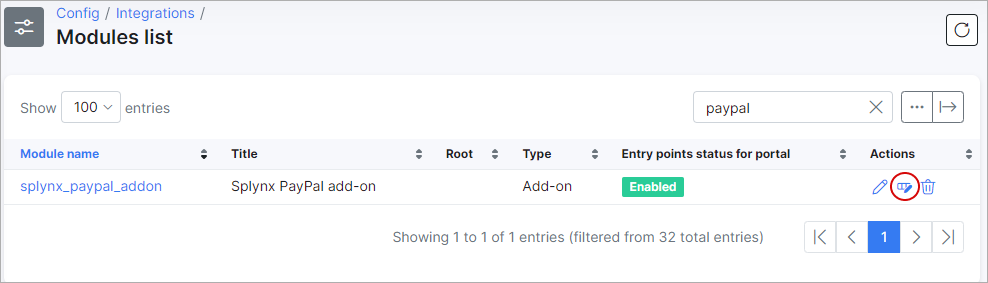 Config / Integrations /
Modules list
Show 100 entries paypal
Module name Title Root Type Entry points status for portal Actions
splynx_paypal_addon Splynx PayPal add-on Add-on Enabled
Showing 1 to 1 of 1 entries (filtered from 32 total entries) 1